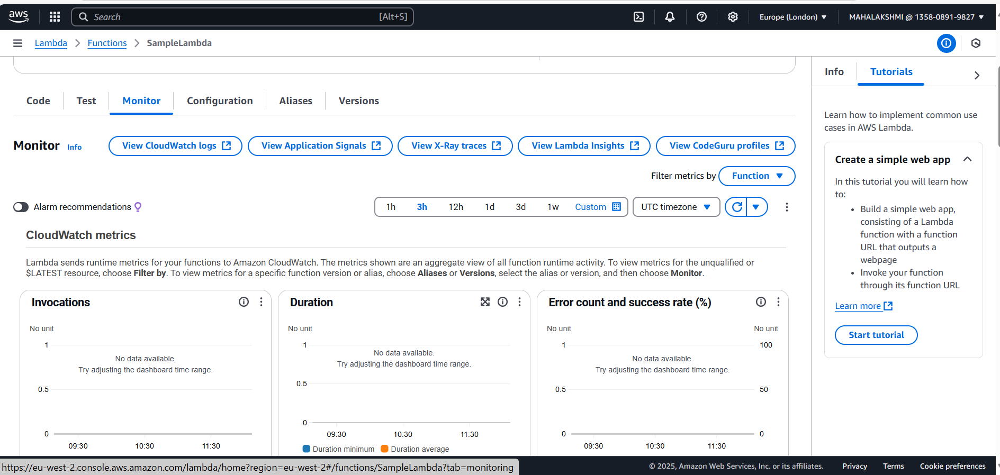 aws
Search
[Alt+S]
Europe (London)
MAHALAKSHMI @ 1358-0891-9827
Lambda
Functions
SampleLambda
Code
Test
Monitor
Configuration
Aliases
Versions
Monitor
Info
View CloudWatch logs
View Application Signals
View X-Ray traces
View Lambda Insights
View CodeGuru profiles
Filter metrics by
Function
Alarm recommendations
1h
3h
12h
1d
3d
1w
Custom
UTC timezone
CloudWatch metrics
Lambda sends runtime metrics for your functions to Amazon CloudWatch. The metrics shown are an aggregate view of all function runtime activity. To view metrics for the unqualified or
$LATEST resource, choose Filter by. To view metrics for a specific function version or alias, choose Aliases or Versions, select the alias or version, and then choose Monitor.
Invocations
No unit
1
No data available.
Try adjusting the dashboard time range.
0.5
0
09:30
10:30
11:30
Duration
No unit
1
No data available.
Try adjusting the dashboard time range.
0.5
0
09:30
10:30
11:30
Duration minimum
Duration average
Error count and success rate (%)
No unit
No unit
1
100
No data available.
Try adjusting the dashboard time range.
0.5
50
0
0
09:30
10:30
11:30
Info
Tutorials
Learn how to implement common use
cases in AWS Lambda.
Create a simple web app
In this tutorial you will learn how
to:
• Build a simple web app,
consisting of a Lambda
function with a function
URL that outputs a
webpage
• Invoke your function
through its function URL
Learn more
Start tutorial
https://eu-west-2.console.aws.amazon.com/lambda/home?region=eu-west-2#/functions/SampleLambda?tab=monitoring
© 2025, Amazon Web Services, Inc. or its affiliates.
Privacy
Terms
Cookie preferences